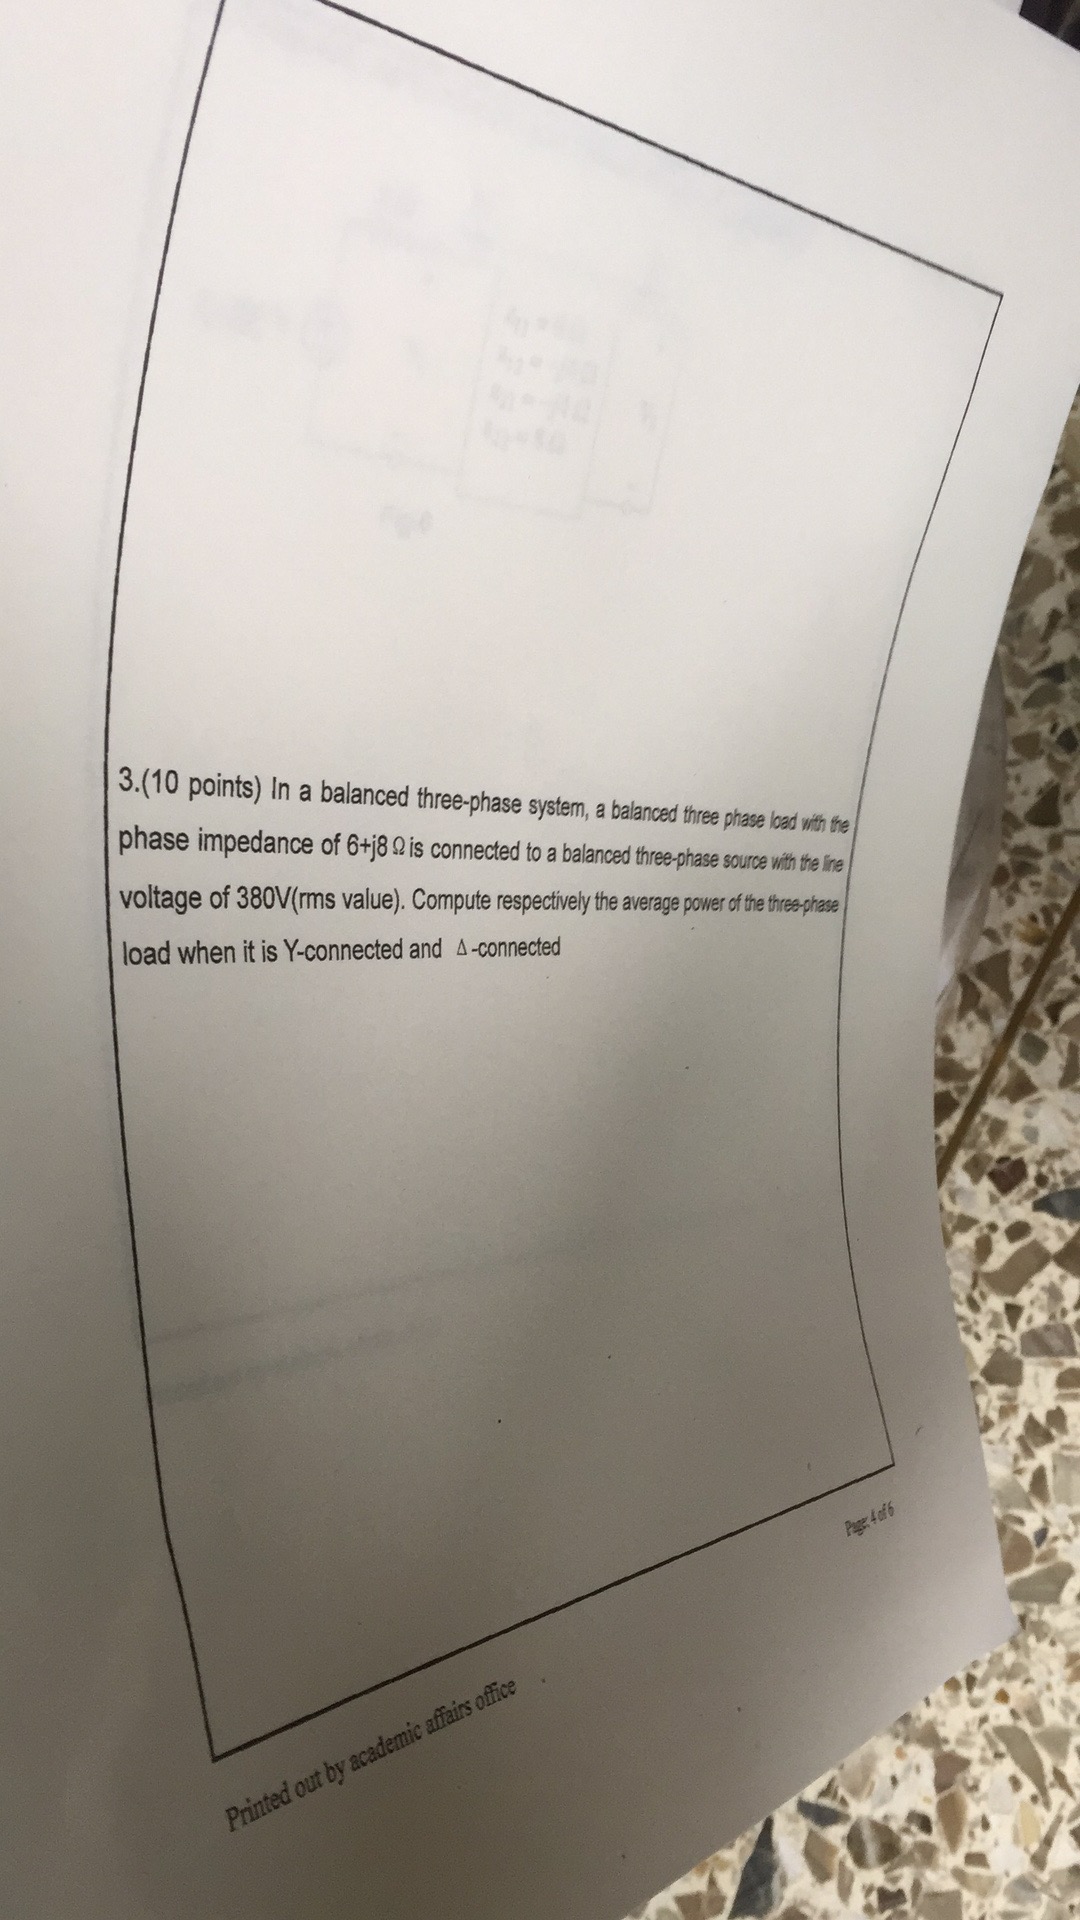 3.(10 points) In a balanced three-phase system, a balanced three phase load with the
phase impedance of 6+j8 Ω is connected to a balanced three-phase source with the line
voltage of 380V(rms value). Compute respectively the average power of the three-phase
load when it is Y-connected and Δ-connected
Page: 4 of 6
Printed out by academic affairs office